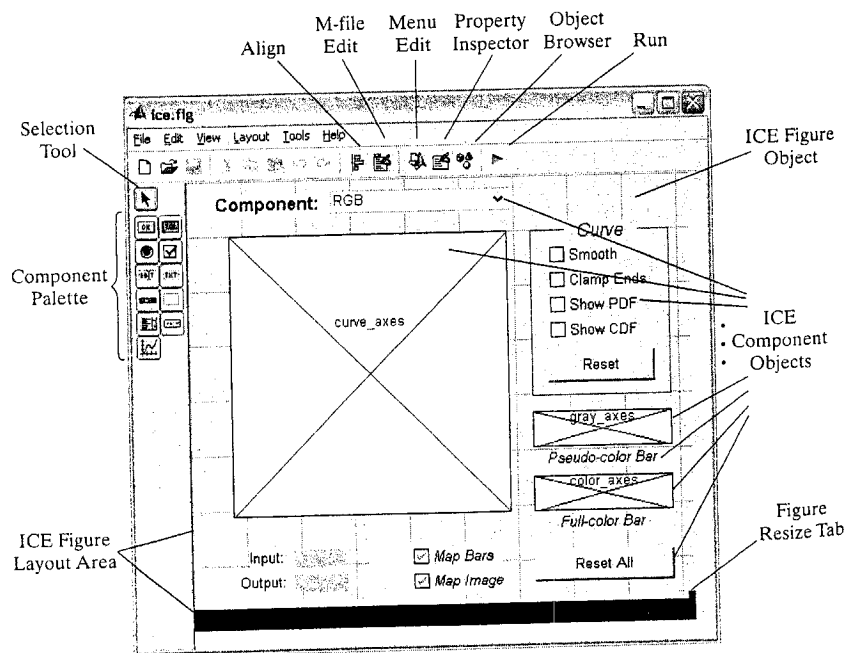 M-file Edit
Menu Edit
Property Inspector
Object Browser
Align
Run
Selection Tool
ice.fig
File Edit View Layout Tools Help
ICE Figure Object
Component: RGB
Component Palette
curve_axes
Curve
Smooth
Clamp Ends
Show PDF
Show CDF
Reset
ICE Component Objects
gray_axes
Pseudo-color Bar
color_axes
Full-color Bar
ICE Figure Layout Area
Figure Resize Tab
Input:
Output:
Map Bars
Map Image
Reset All